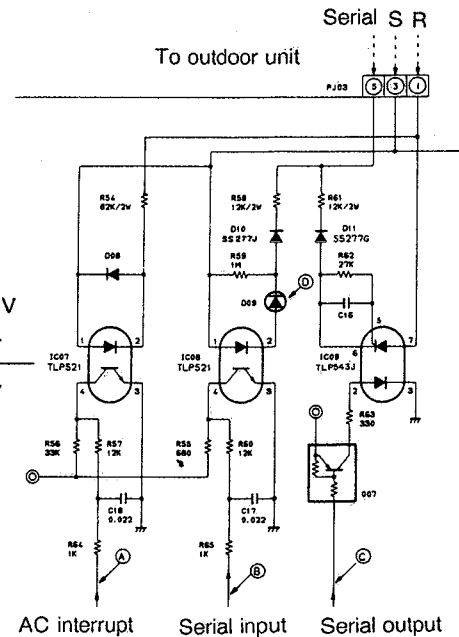 Serial S R
To outdoor unit
PJ03
5 3 1
R54
82K/2W
R58
12K/2W
R61
12K/2W
D10
SS277J
D11
SS277G
R59
1M
R62
27K
D08
D
D09
C16
V
1 2
1 2
5
6 7
IC07
TLP521
IC08
TLP521
IC09
TLP543J
4 3
4 3
2 3
R63
330
R56
33K
R57
12K
R55
680
R60
12K
Q07
C18
0.022
C17
0.022
R64
1K
R65
1K
A
B
C
AC interrupt Serial input Serial output